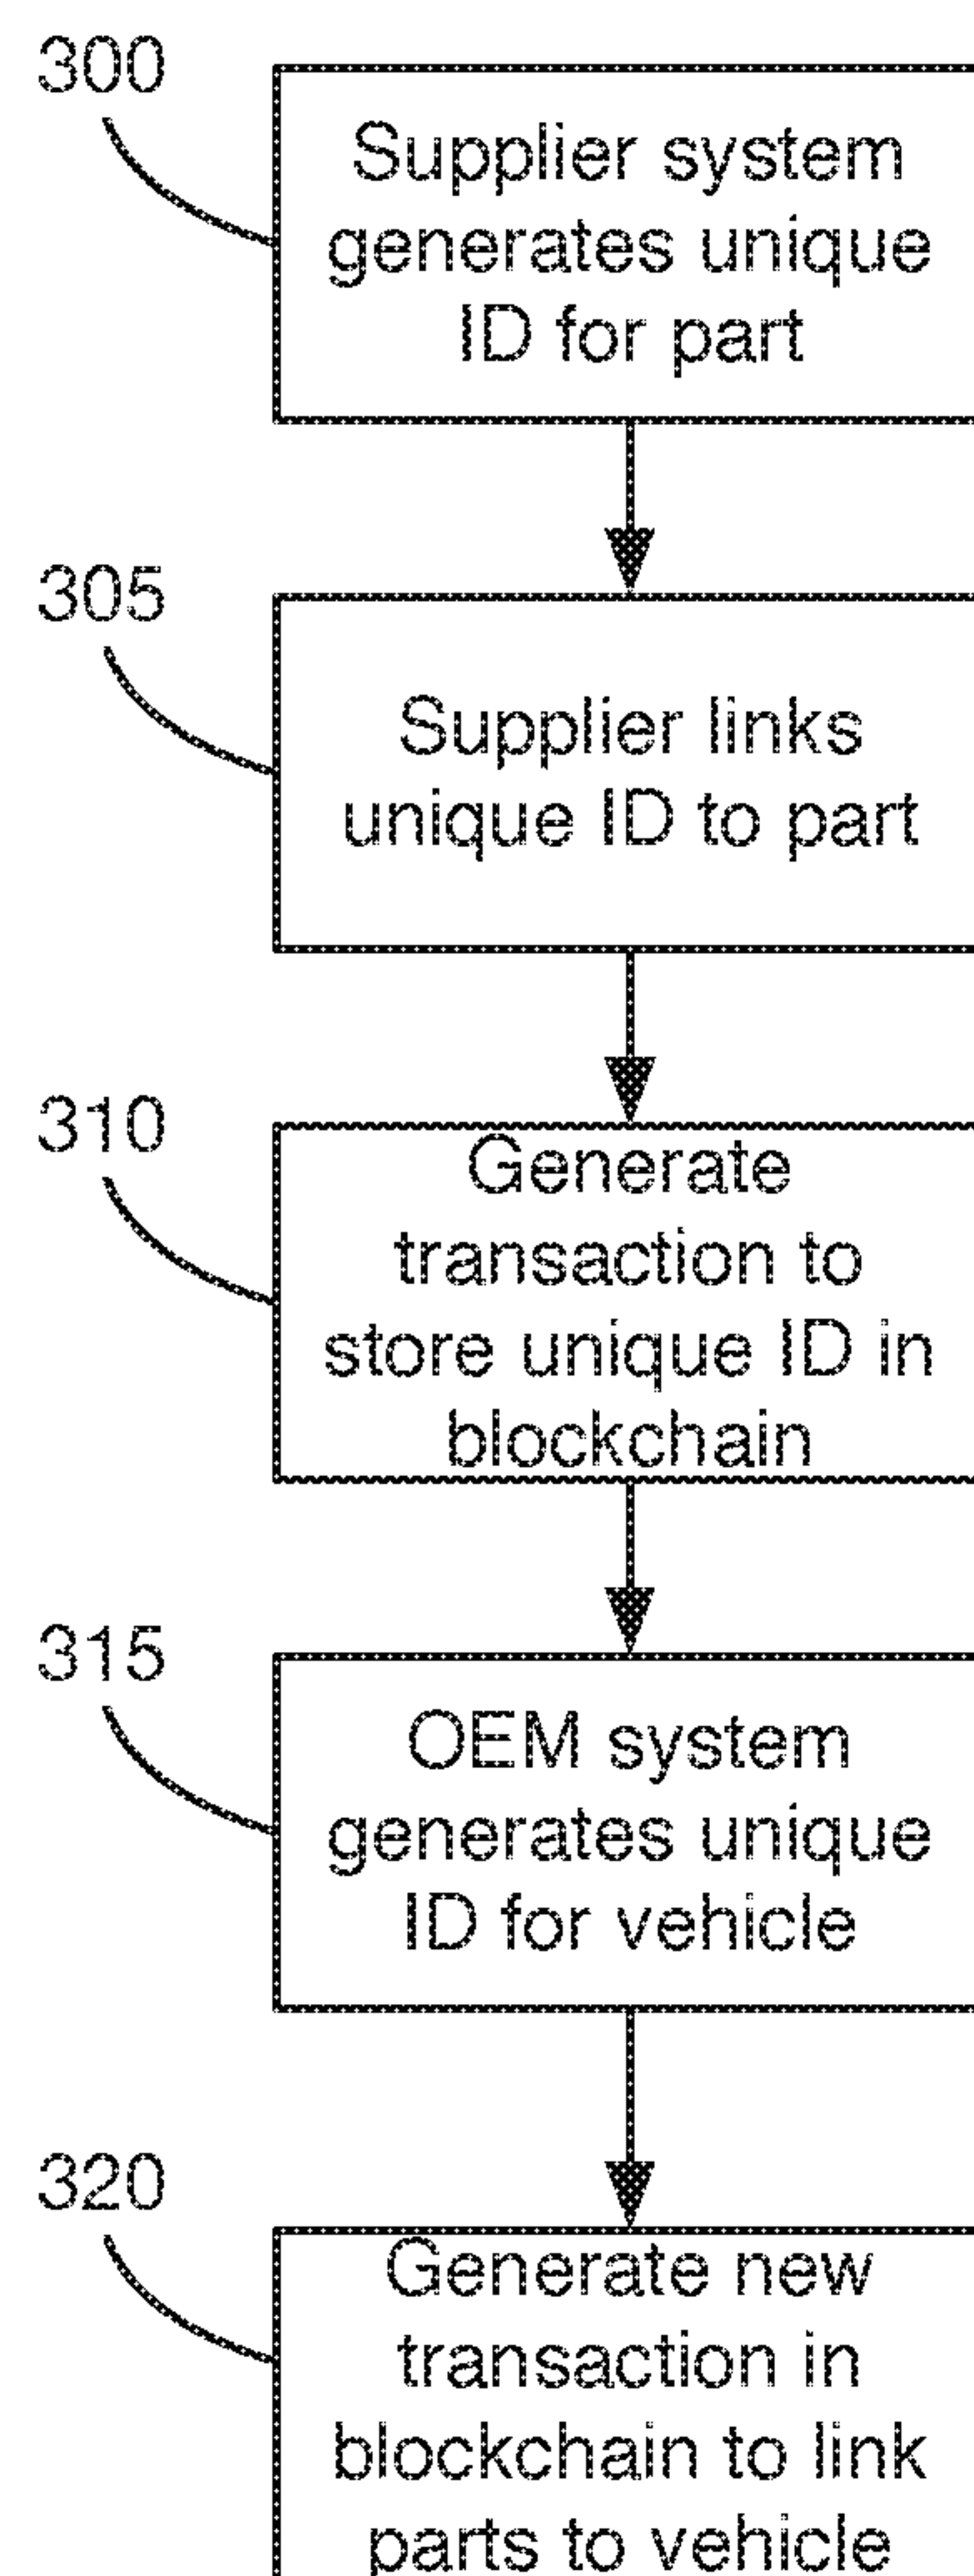 300
Supplier system
generates unique
ID for part
305
Supplier links
unique ID to part
310
Generate
transaction to
store unique ID in
blockchain
315
OEM system
generates unique
ID for vehicle
320
Generate new
transaction in
blockchain to link
parts to vehicle